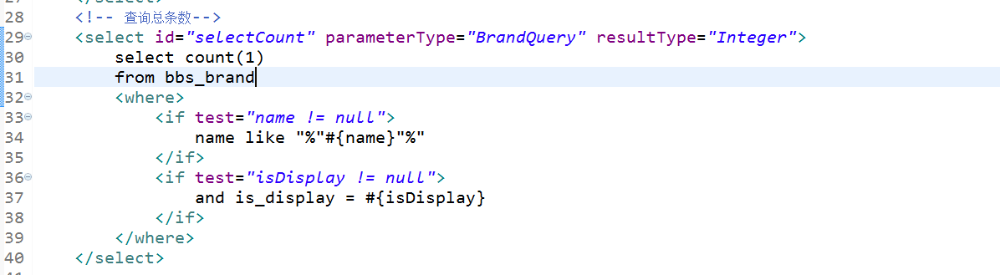 28 <!-- 查询总条数-->
29 <select id="selectCount" parameterType="BrandQuery" resultType="Integer">
30 select count(1)
31 from bbs_brand
32 <where>
33 <if test="name != null">
34 name like "%"#{name}"%"
35 </if>
36 <if test="isDisplay != null">
37 and is_display = #{isDisplay}
38 </if>
39 </where>
40 </select>